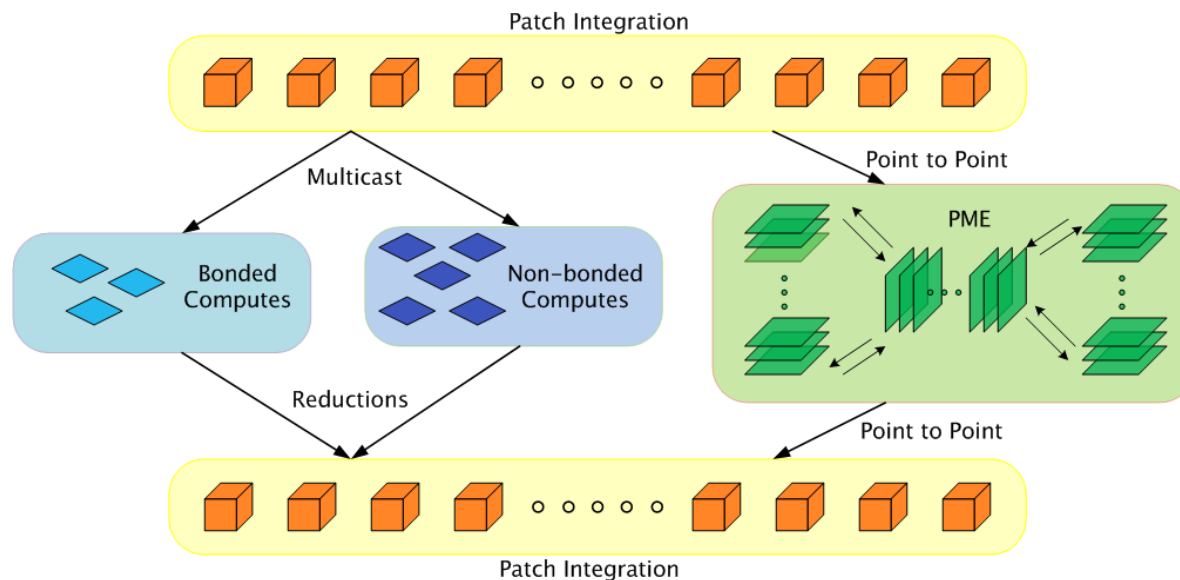 Patch Integration
Multicast
Point to Point
PME
Bonded
Computes
Non-bonded
Computes
Reductions
Point to Point
Patch Integration